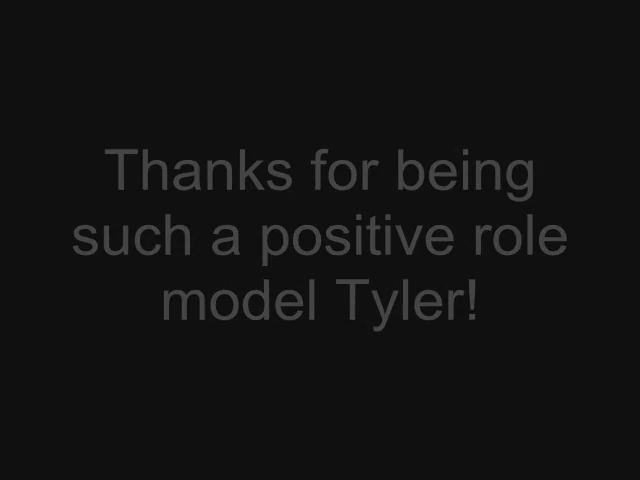 Thanks for being
such a positive role
model Tyler!